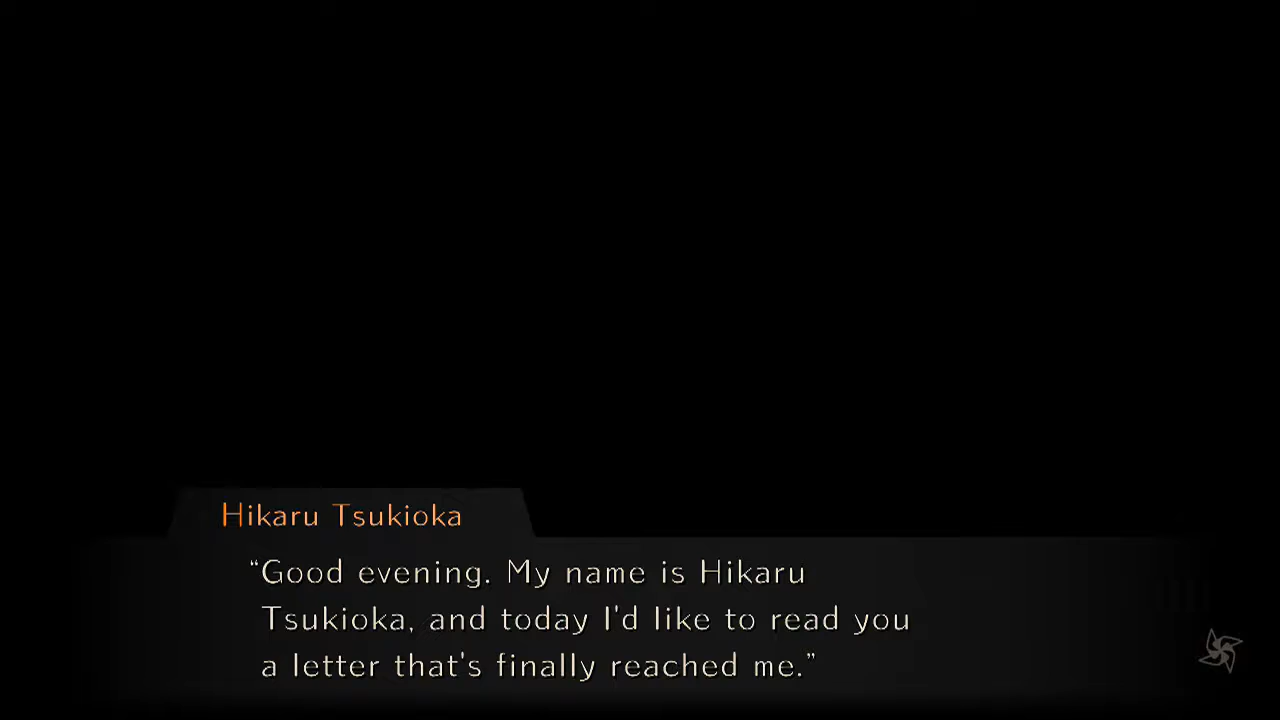 Hikaru Tsukioka
“Good evening. My name is Hikaru
Tsukioka, and today I'd like to read you
a letter that's finally reached me.”